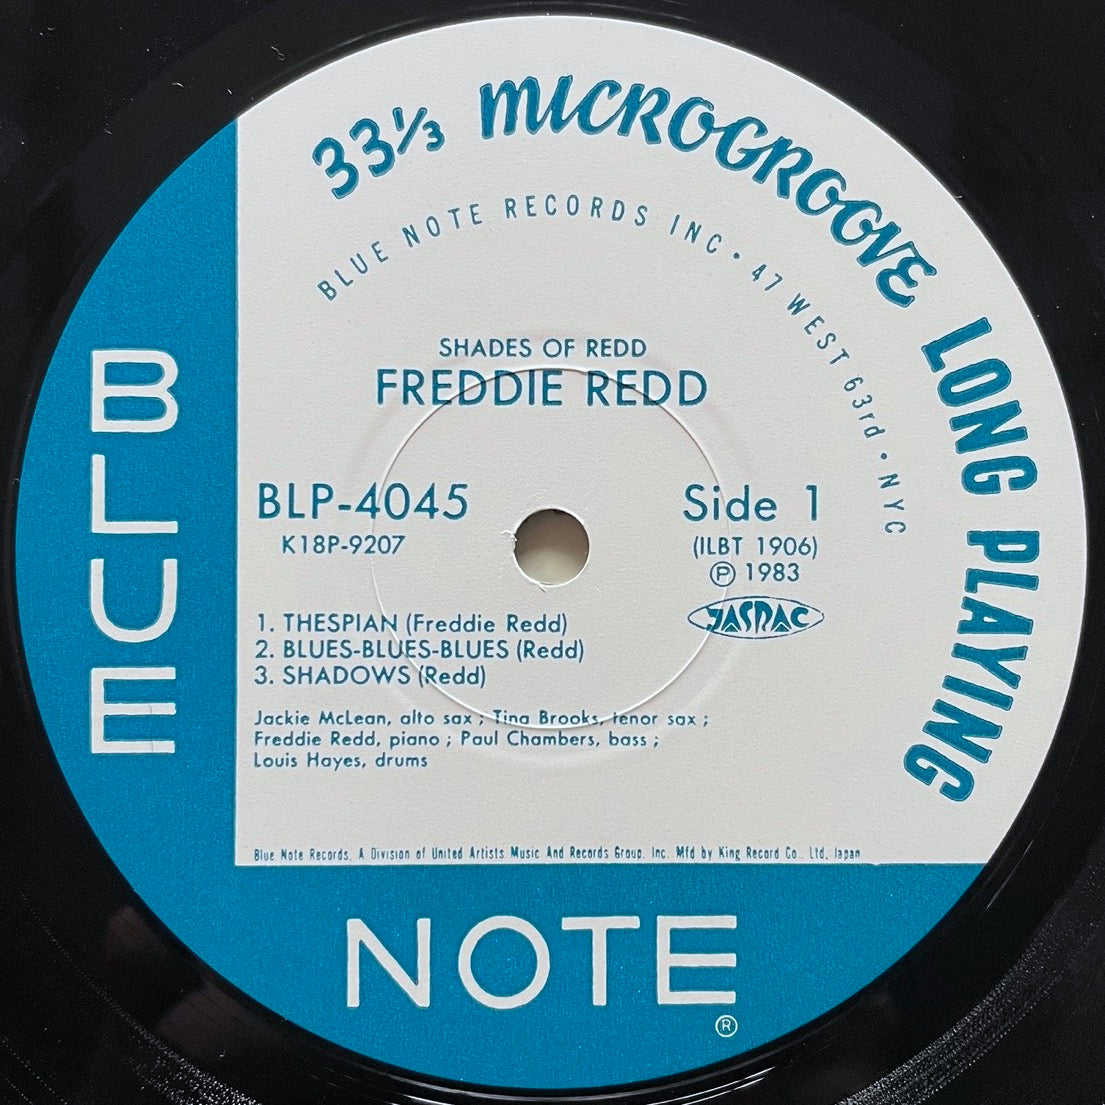 33⅓ MICROGROOVE LONG PLAYING
BLUE NOTE RECORDS INC • 47 WEST 63rd • NYC
SHADES OF REDD
FREDDIE REDD
BLP-4045
K18P-9207
Side 1
(ILBT 1906)
Ⓟ 1983
JASRAC
1. THESPIAN (Freddie Redd)
2. BLUES-BLUES-BLUES (Redd)
3. SHADOWS (Redd)
Jackie McLean, alto sax ; Tina Brooks, tenor sax ;
Freddie Redd, piano ; Paul Chambers, bass ;
Louis Hayes, drums
Blue Note Records, A Division of United Artists Music And Records Group, Inc. Mfd by King Record Co., Ltd, Japan
BLUE
NOTE
®